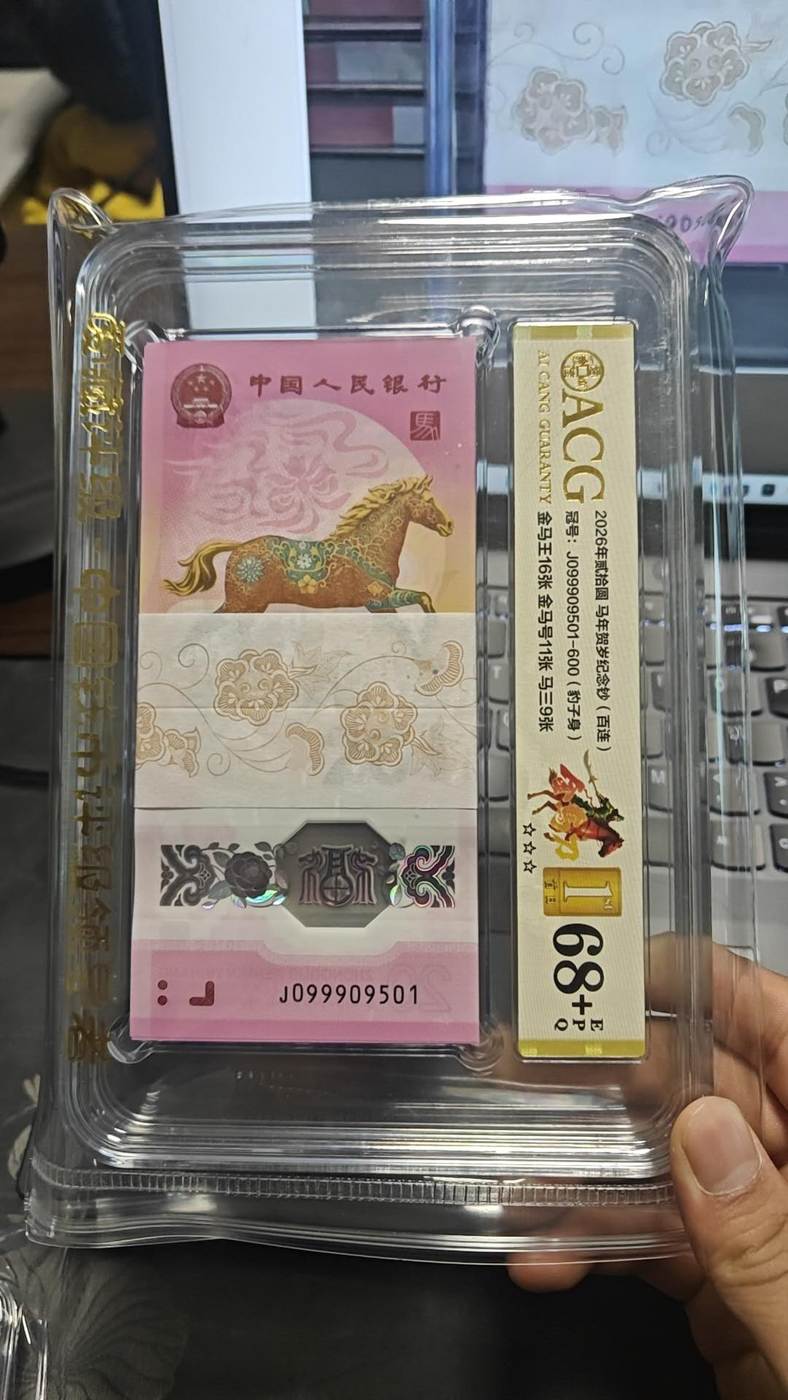 中国人民银行
馬
J099909501
ACG
AI CANG GUARANTY
2026年贰拾圆 马年贺岁纪念钞（百连）
冠号：J099909501-600（豹子身）
金马王16张 金马号11张 马三9张
☆☆☆
1ST
68+
E
PQ